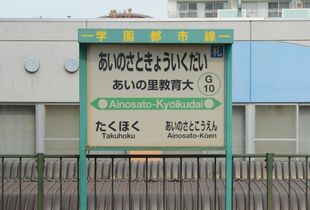 学園都市線
札
あいのさときょういくだい
あいの里教育大
G
10
Ainosato-Kyōikudai
たくほく
あいのさとこうえん
Takuhoku
Ainosato-Kōen